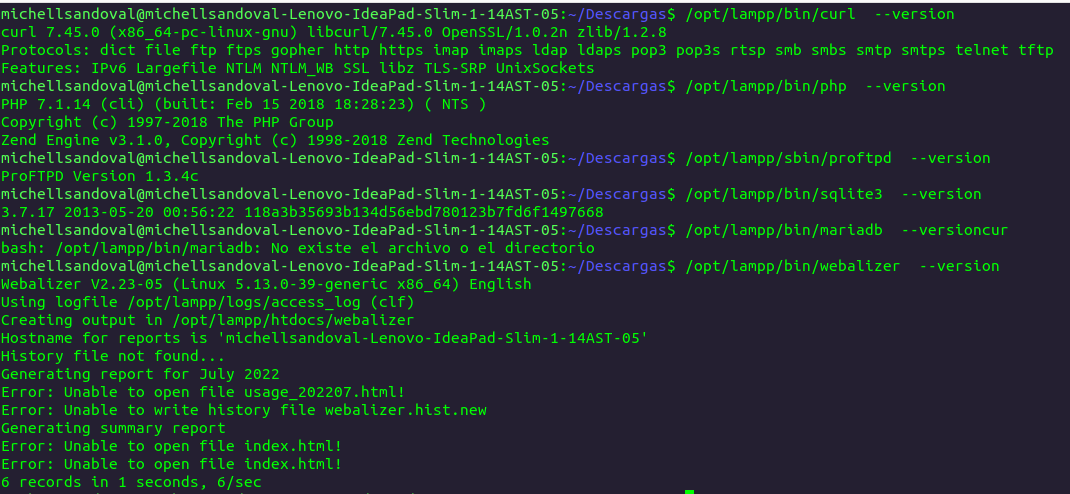 michellsandoval@michellsandoval-Lenovo-IdeaPad-Slim-1-14AST-05:~/Descargas$ /opt/lampp/bin/curl  --version
curl 7.45.0 (x86_64-pc-linux-gnu) libcurl/7.45.0 OpenSSL/1.0.2n zlib/1.2.8
Protocols: dict file ftp ftps gopher http https imap imaps ldap ldaps pop3 pop3s rtsp smb smbs smtp smtps telnet tftp
Features: IPv6 Largefile NTLM NTLM_WB SSL libz TLS-SRP UnixSockets
michellsandoval@michellsandoval-Lenovo-IdeaPad-Slim-1-14AST-05:~/Descargas$ /opt/lampp/bin/php  --version
PHP 7.1.14 (cli) (built: Feb 15 2018 18:28:23) ( NTS )
Copyright (c) 1997-2018 The PHP Group
Zend Engine v3.1.0, Copyright (c) 1998-2018 Zend Technologies
michellsandoval@michellsandoval-Lenovo-IdeaPad-Slim-1-14AST-05:~/Descargas$ /opt/lampp/sbin/proftpd  --version
ProFTPD Version 1.3.4c
michellsandoval@michellsandoval-Lenovo-IdeaPad-Slim-1-14AST-05:~/Descargas$ /opt/lampp/bin/sqlite3  --version
3.7.17 2013-05-20 00:56:22 118a3b35693b134d56ebd780123b7fd6f1497668
michellsandoval@michellsandoval-Lenovo-IdeaPad-Slim-1-14AST-05:~/Descargas$ /opt/lampp/bin/mariadb  --versioncur
bash: /opt/lampp/bin/mariadb: No existe el archivo o el directorio
michellsandoval@michellsandoval-Lenovo-IdeaPad-Slim-1-14AST-05:~/Descargas$ /opt/lampp/bin/webalizer  --version
Webalizer V2.23-05 (Linux 5.13.0-39-generic x86_64) English
Using logfile /opt/lampp/logs/access_log (clf)
Creating output in /opt/lampp/htdocs/webalizer
Hostname for reports is 'michellsandoval-Lenovo-IdeaPad-Slim-1-14AST-05'
History file not found...
Generating report for July 2022
Error: Unable to open file usage_202207.html!
Error: Unable to write history file webalizer.hist.new
Generating summary report
Error: Unable to open file index.html!
Error: Unable to open file index.html!
6 records in 1 seconds, 6/sec